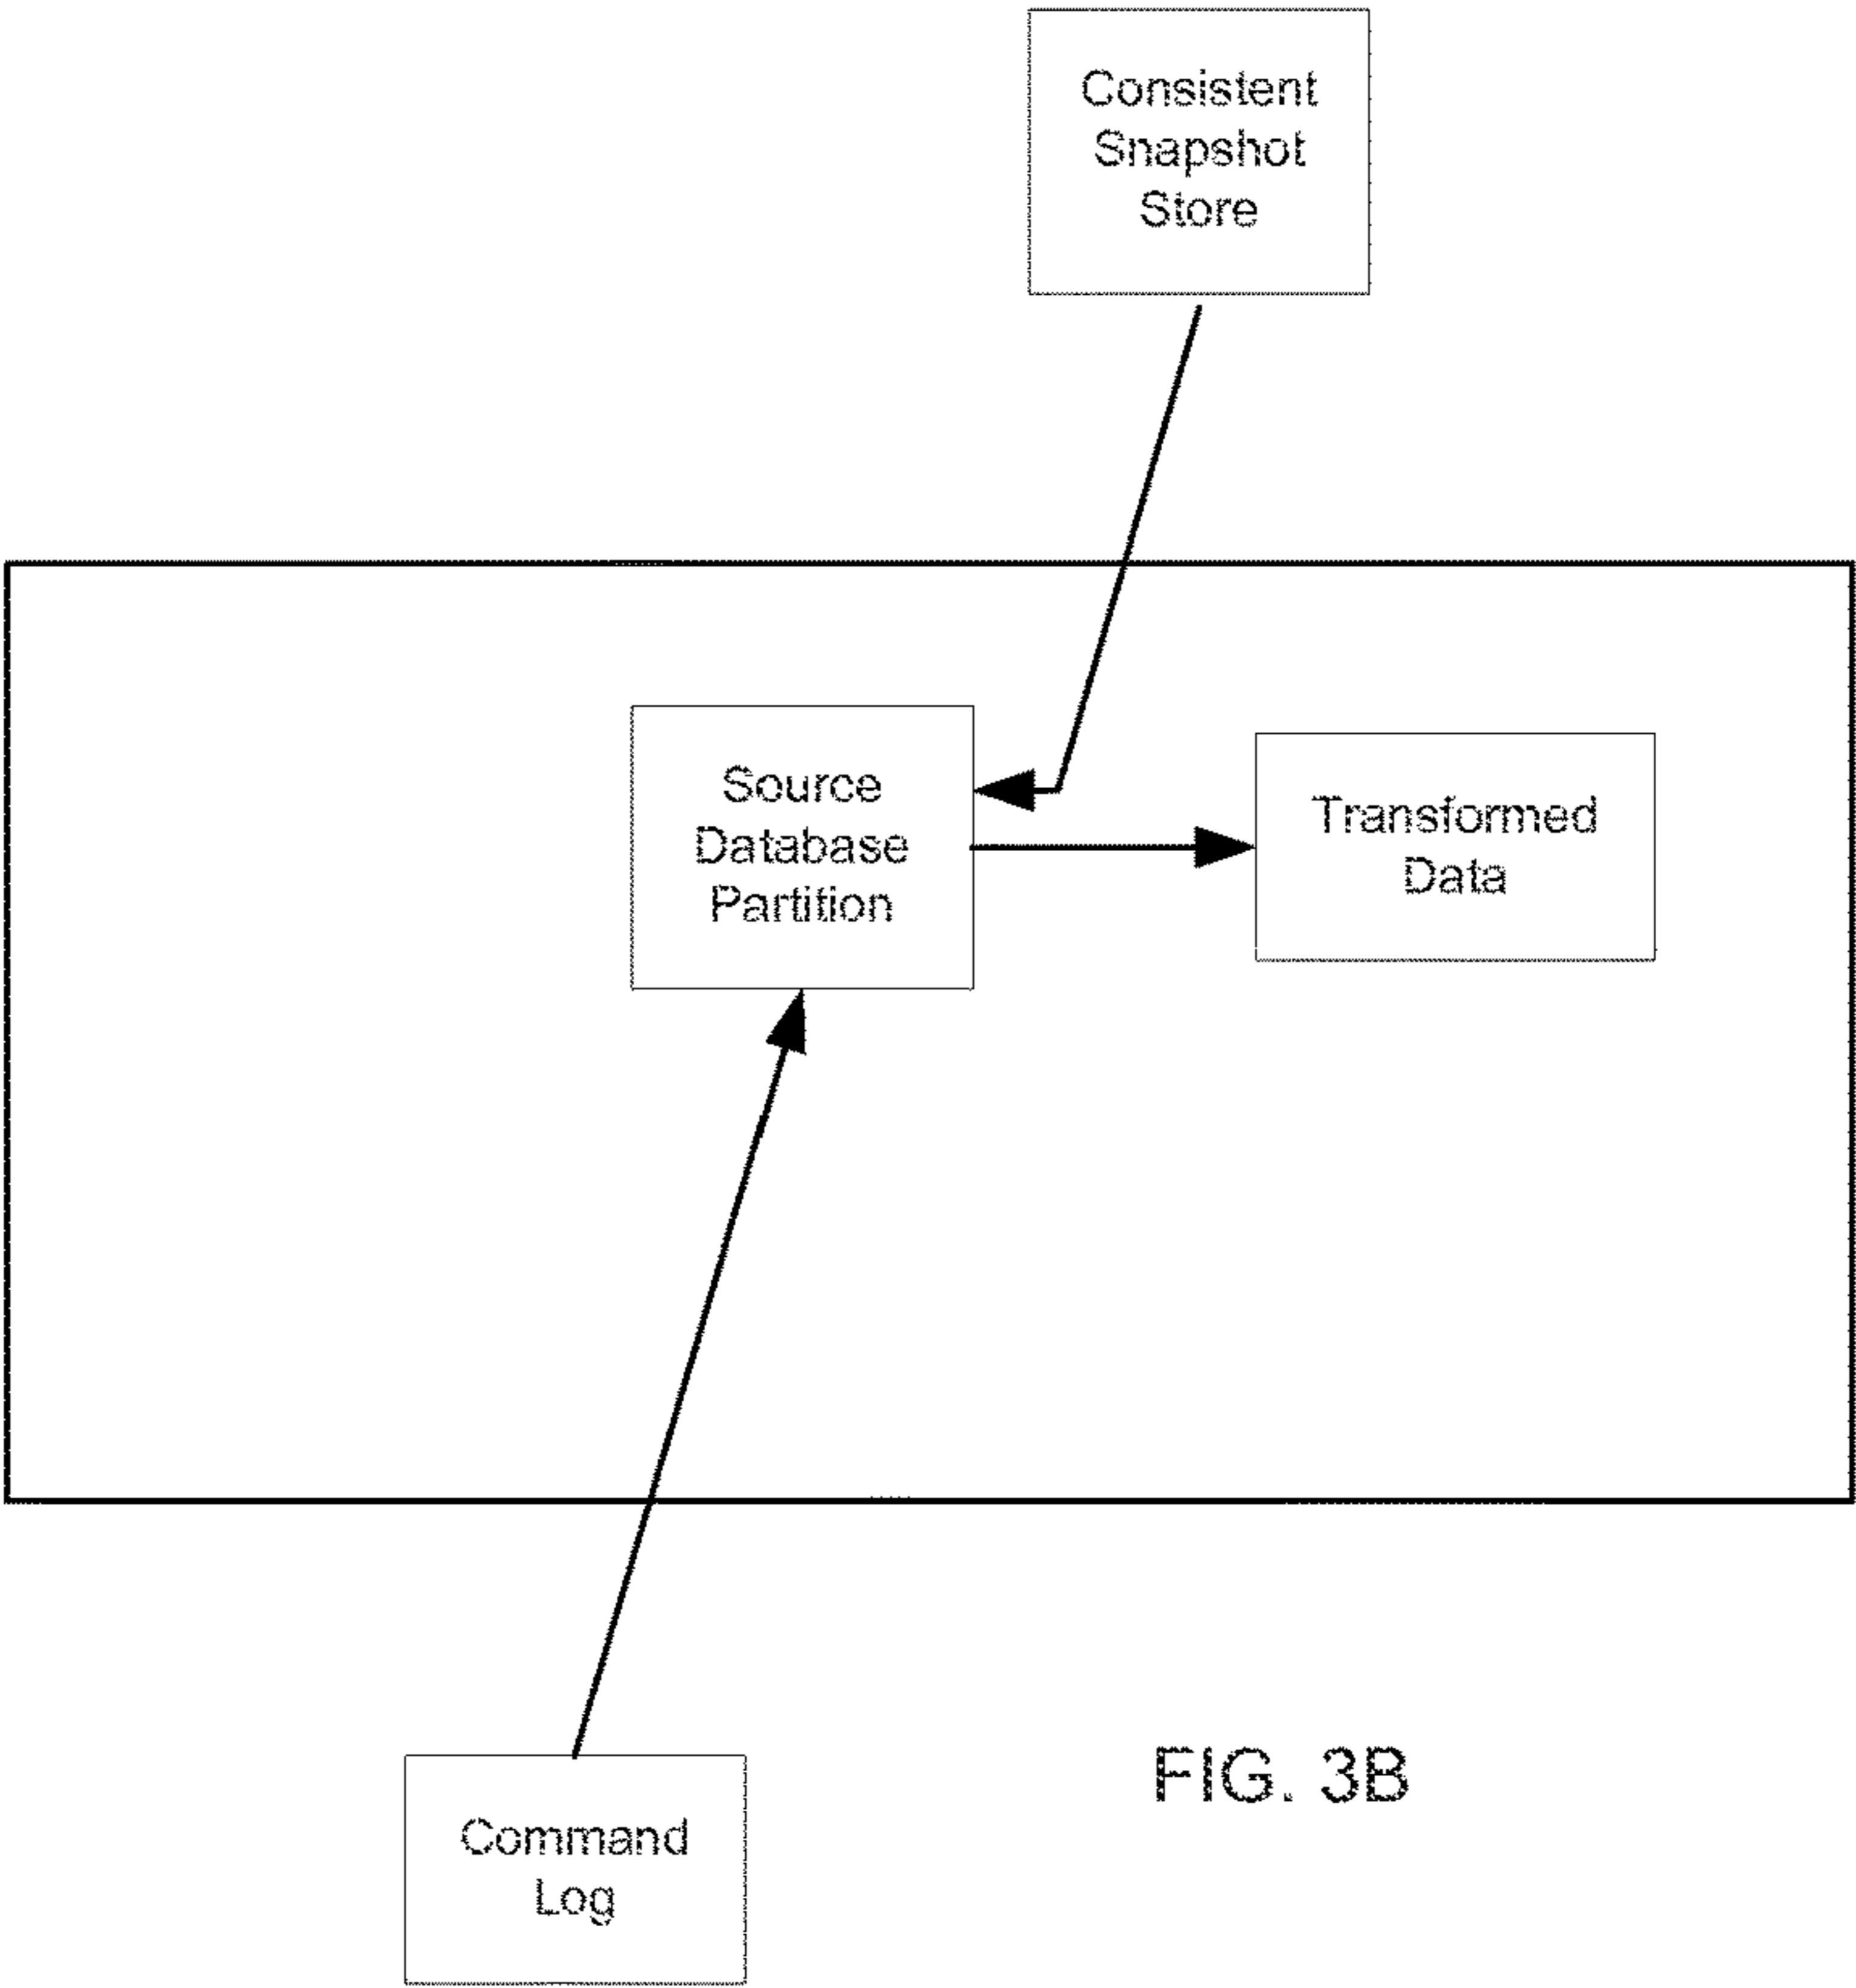 Consistent
Snapshot
Store
Source
Database
Partition
Transformed
Data
Command
Log
FIG. 3B